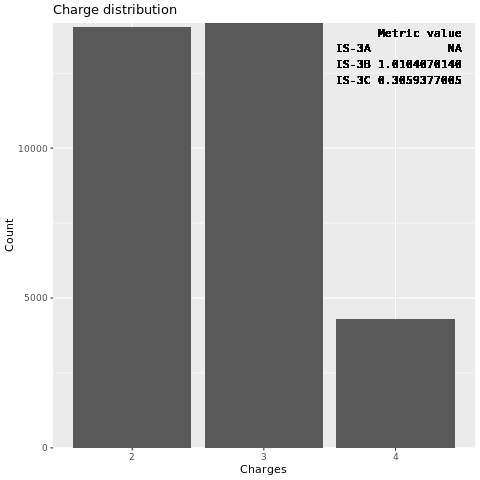 Charge distribution
Metric value
IS-3A NA
IS-3B 1.0104070140
IS-3C 0.3059377005
10000
5000
0
Count
2 3 4
Charges